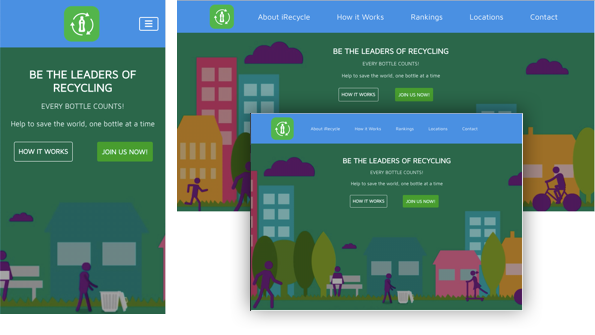 BE THE LEADERS OF
RECYCLING
EVERY BOTTLE COUNTS!
Help to save the world, one bottle at a time
HOW IT WORKS
JOIN US NOW!
About iRecycle
How it Works
Rankings
Locations
Contact
BE THE LEADERS OF RECYCLING
EVERY BOTTLE COUNTS!
Help to save the world, one bottle at a time
HOW IT WORKS
JOIN US NOW!
About iRecycle
How it Works
Rankings
Locations
Contact
BE THE LEADERS OF RECYCLING
EVERY BOTTLE COUNTS!
Help to save the world, one bottle at a time
HOW IT WORKS
JOIN US NOW!